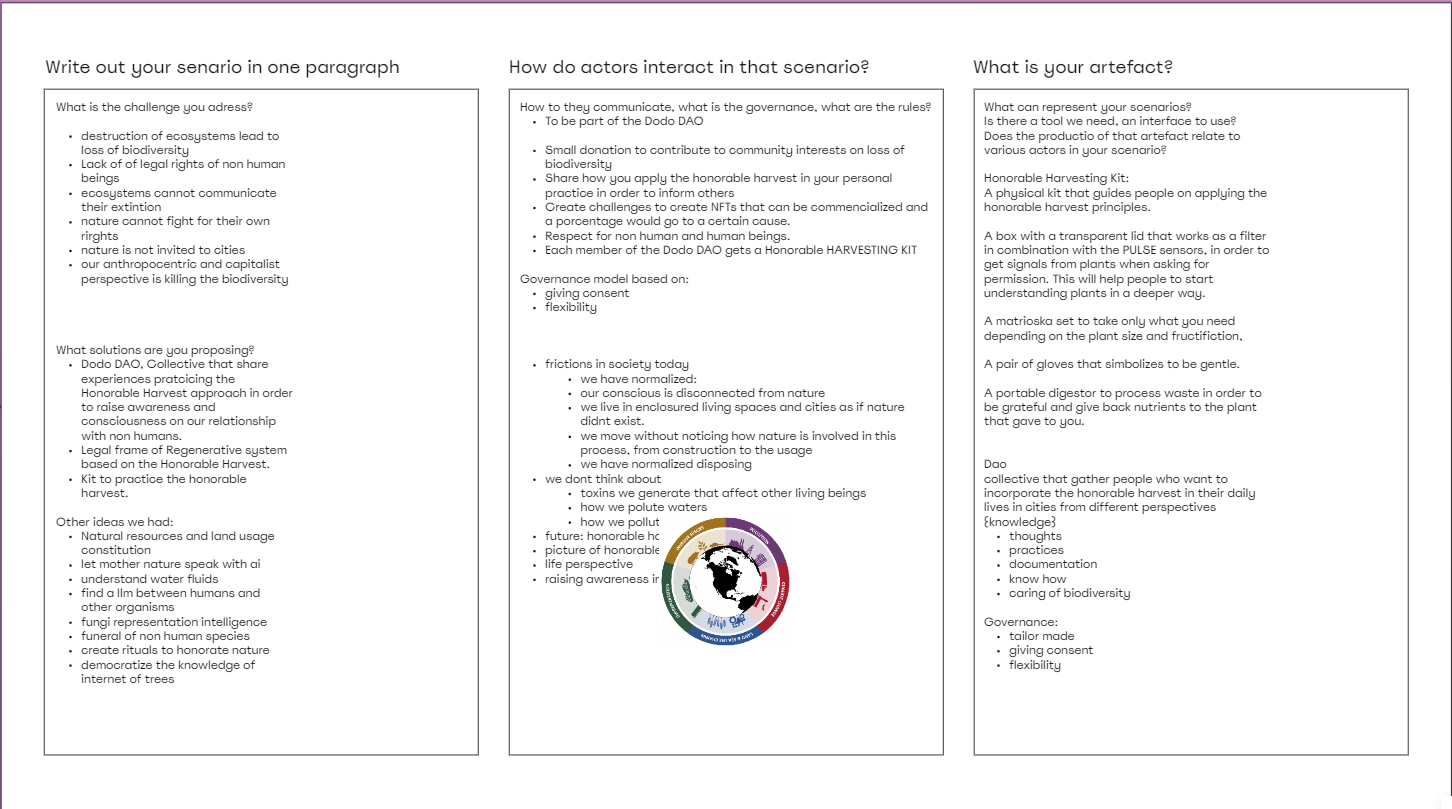 Write out your senario in one paragraph
What is the challenge you adress?
• destruction of ecosystems lead to
loss of biodiversity
• Lack of of legal rights of non human
beings
• ecosystems cannot communicate
their extintion
• nature cannot fight for their own
rirghts
• nature is not invited to cities
• our anthropocentric and capitalist
perspective is killing the biodiversity
What solutions are you proposing?
• Dodo DAO, Collective that share
experiences pratcicing the
Honorable Harvest approach in order
to raise awareness and
consciousness on our relationship
with non humans.
• Legal frame of Regenerative system
based on the Honorable Harvest.
• Kit to practice the honorable
harvest.
Other ideas we had:
• Natural resources and land usage
constitution
• let mother nature speak with ai
• understand water fluids
• find a llm between humans and
other organisms
• fungi representation intelligence
• funeral of non human species
• create rituals to honorate nature
• democratize the knowledge of
internet of trees
How do actors interact in that scenario?
How to they communicate, what is the governance, what are the rules?
• To be part of the Dodo DAO
• Small donation to contribute to community interests on loss of
biodiversity
• Share how you apply the honorable harvest in your personal
practice in order to inform others
• Create challenges to create NFTs that can be commencialized and
a porcentage would go to a certain cause.
• Respect for non human and human beings.
• Each member of the Dodo DAO gets a Honorable HARVESTING KIT
Governance model based on:
• giving consent
• flexibility
• frictions in society today
• we have normalized:
• our conscious is disconnected from nature
• we live in enclosured living spaces and cities as if nature
didnt exist.
• we move without noticing how nature is involved in this
process, from construction to the usage
• we have normalized disposing
• we dont think about
• toxins we generate that affect other living beings
• how we polute waters
• how we pollut
• future: honorable
• picture of honorable
• life perspective
• raising awareness
POLLUTION
CLIMATE CHANGE
LAND & SEA USE CHANGE
What is your artefact?
What can represent your scenarios?
Is there a tool we need, an interface to use?
Does the productio of that artefact relate to
various actors in your scenario?
Honorable Harvesting Kit:
A physical kit that guides people on applying the
honorable harvest principles.
A box with a transparent lid that works as a filter
in combination with the PULSE sensors, in order to
get signals from plants when asking for
permission. This will help people to start
understanding plants in a deeper way.
A matrioska set to take only what you need
depending on the plant size and fructifiction,
A pair of gloves that simbolizes to be gentle.
A portable digestor to process waste in order to
be grateful and give back nutrients to the plant
that gave to you.
Dao
collective that gather people who want to
incorporate the honorable harvest in their daily
lives in cities from different perspectives
{knowledge}
• thoughts
• practices
• documentation
• know how
• caring of biodiversity
Governance:
• tailor made
• giving consent
• flexibility